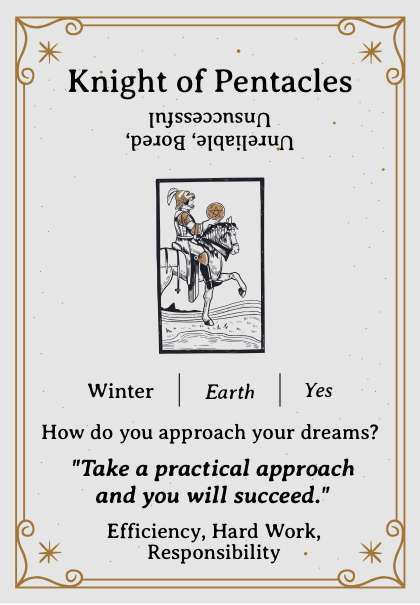 Knight of Pentacles
Unreliable, Bored,
Unsuccessful
Winter | Earth | Yes
How do you approach your dreams?
"Take a practical approach
and you will succeed."
Efficiency, Hard Work,
Responsibility